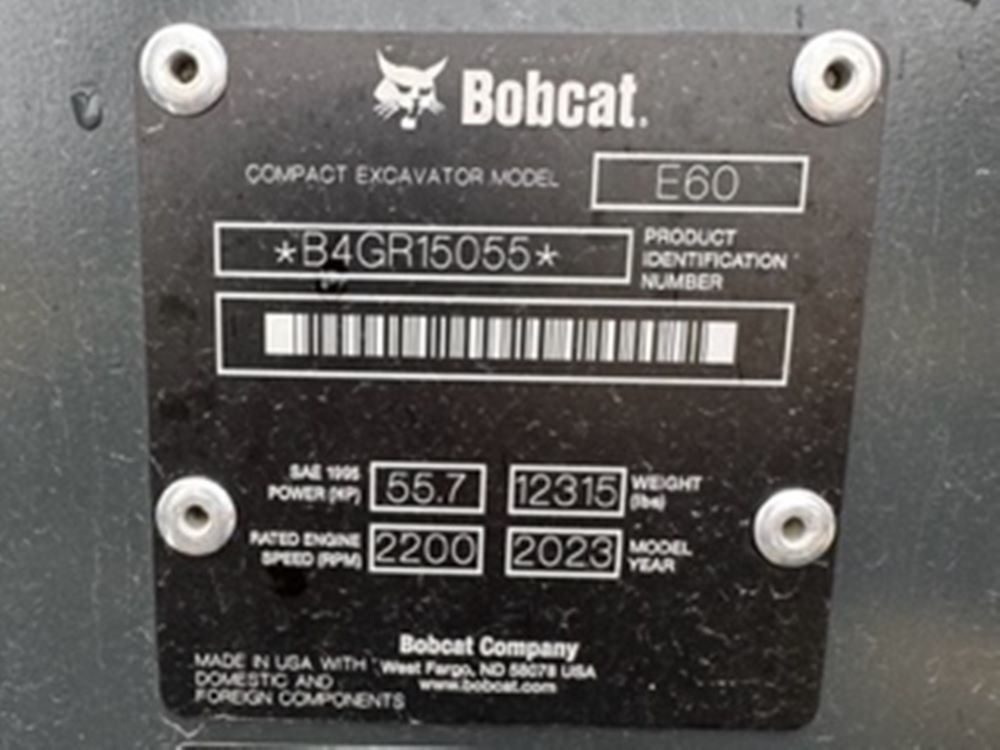 Bobcat.
COMPACT EXCAVATOR MODEL E60
*B4GR15055* PRODUCT
IDENTIFICATION
NUMBER
SAE 1995
POWER (HP) 55.7
12315 WEIGHT
(lbs)
RATED ENGINE
SPEED (RPM) 2200
2023 MODEL
YEAR
Bobcat Company
West Fargo, ND 58078 USA
www.bobcat.com
MADE IN USA WITH
DOMESTIC AND
FOREIGN COMPONENTS